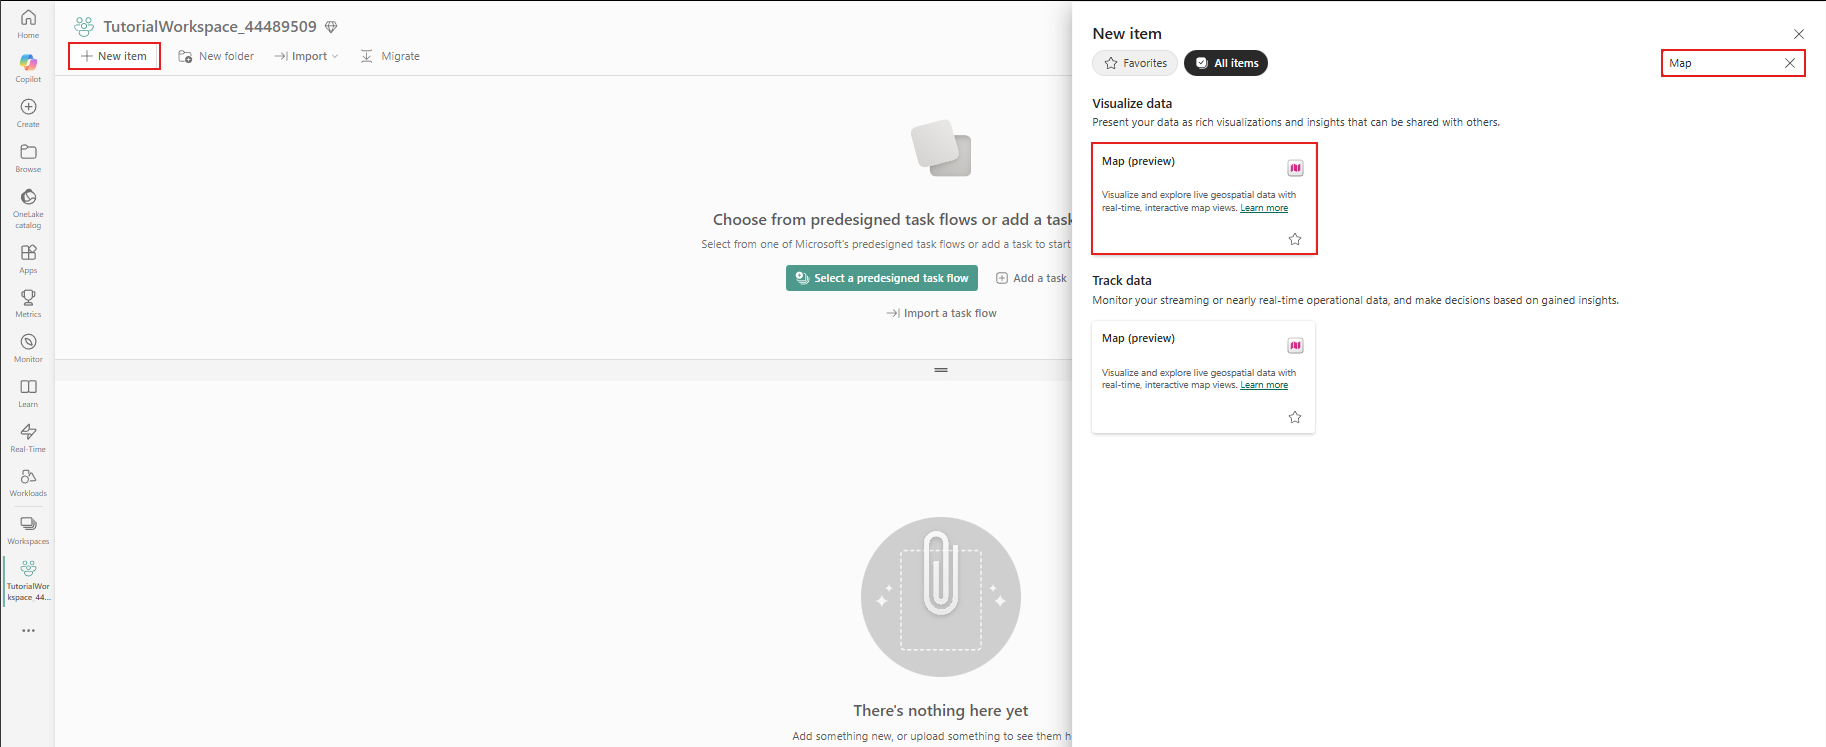 Home
Copilot
Create
Browse
OneLake
catalog
Apps
Metrics
Monitor
Learn
Real-Time
Workloads
Workspaces
TutorialWor
kspace_44...
TutorialWorkspace_44489509
New item
New folder
Import
Migrate
Choose from predesigned task flows or add a task
Select from one of Microsoft's predesigned task flows or add a task to start
Select a predesigned task flow
Add a task
Import a task flow
There's nothing here yet
Add something new, or upload something to see them h
New item
Favorites
All items
Map
Visualize data
Present your data as rich visualizations and insights that can be shared with others.
Map (preview)
Visualize and explore live geospatial data with
real-time, interactive map views. Learn more
Track data
Monitor your streaming or nearly real-time operational data, and make decisions based on gained insights.
Map (preview)
Visualize and explore live geospatial data with
real-time, interactive map views. Learn more